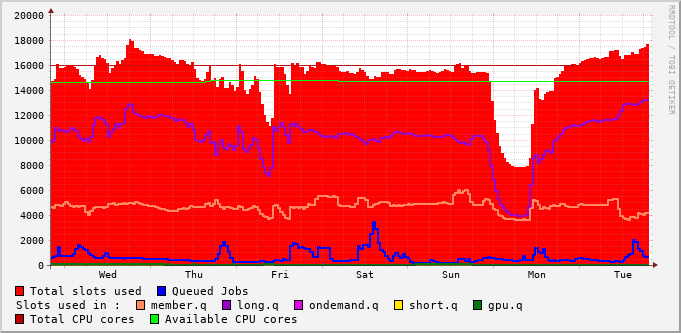 20000
18000
16000
14000
12000
10000
8000
6000
4000
2000
0
Wed Thu Fri Sat Sun Mon Tue
RRDTOOL / TOBI OETIKER
Total slots used Queued Jobs
Slots used in : member.q long.q ondemand.q short.q gpu.q
Total CPU cores Available CPU cores